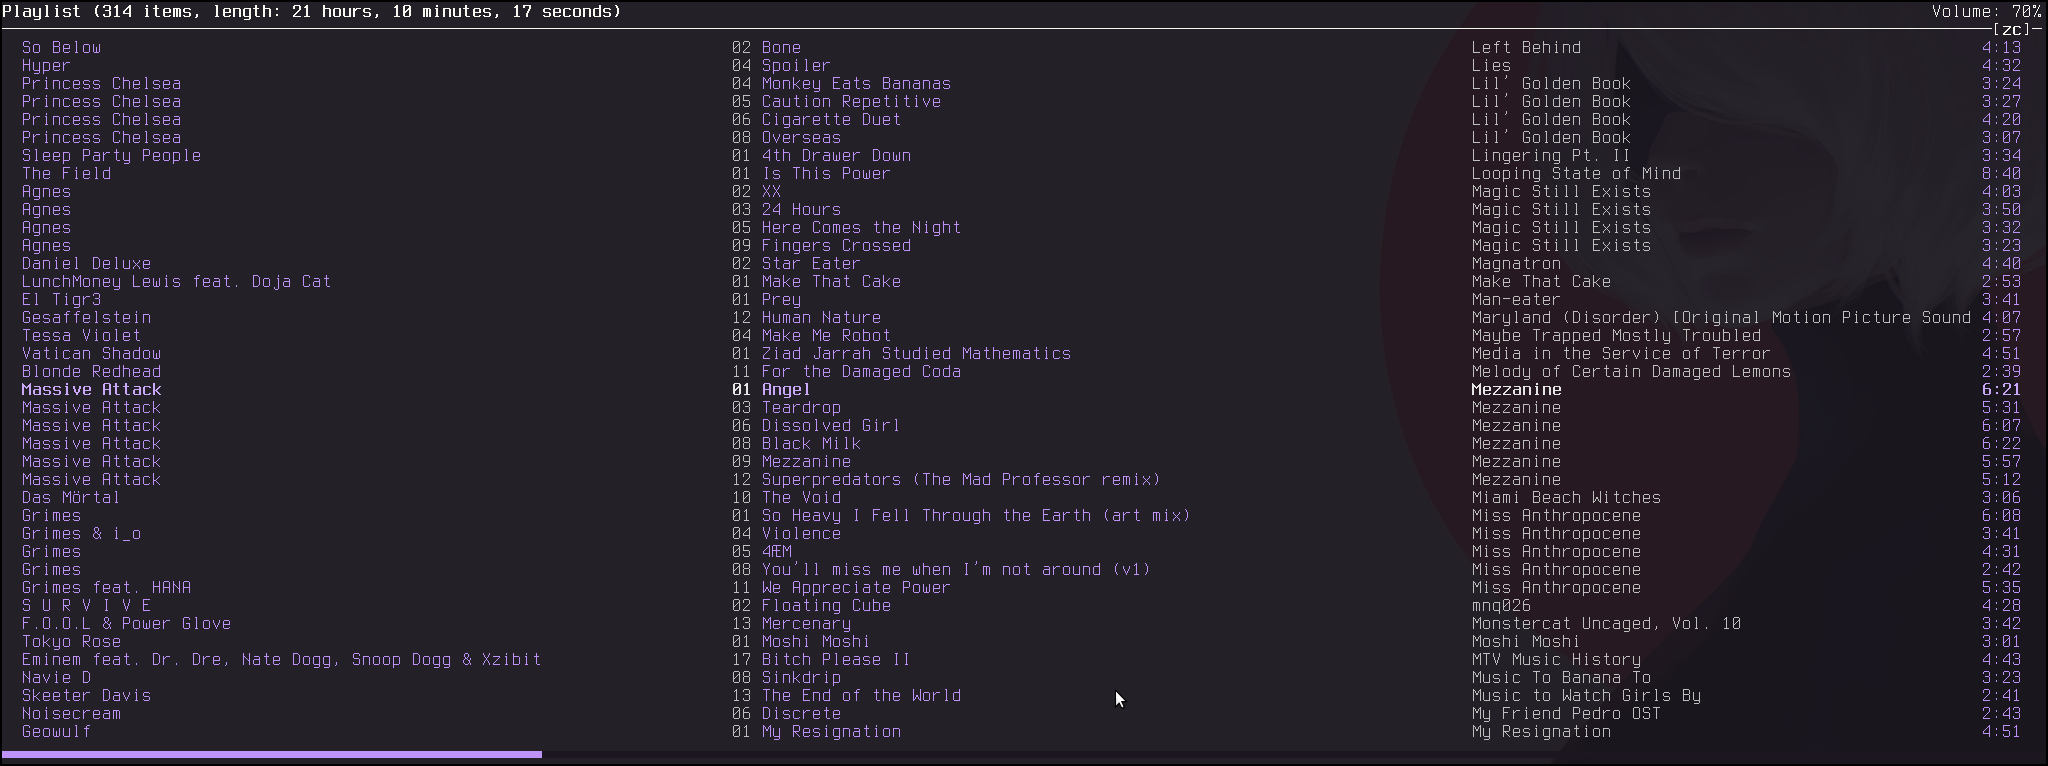 Playlist (314 items, length: 21 hours, 10 minutes, 17 seconds) Volume: 70%
[zc]
So Below 02 Bone Left Behind 4:13
Hyper 04 Spoiler Lies 4:32
Princess Chelsea 04 Monkey Eats Bananas Lil' Golden Book 3:24
Princess Chelsea 05 Caution Repetitive Lil' Golden Book 3:27
Princess Chelsea 06 Cigarette Duet Lil' Golden Book 4:20
Princess Chelsea 08 Overseas Lil' Golden Book 3:07
Sleep Party People 01 4th Drawer Down Lingering Pt. II 3:34
The Field 01 Is This Power Looping State of Mind 8:40
Agnes 02 XX Magic Still Exists 4:03
Agnes 03 24 Hours Magic Still Exists 3:50
Agnes 05 Here Comes the Night Magic Still Exists 3:32
Agnes 09 Fingers Crossed Magic Still Exists 3:23
Daniel Deluxe 02 Star Eater Magnatron 4:40
LunchMoney Lewis feat. Doja Cat 01 Make That Cake Make That Cake 2:53
El Tigr3 01 Prey Man-eater 3:41
Gesaffelstein 12 Human Nature Maryland (Disorder) [Original Motion Picture Sound 4:07
Tessa Violet 04 Make Me Robot Maybe Trapped Mostly Troubled 2:57
Vatican Shadow 01 Ziad Jarrah Studied Mathematics Media in the Service of Terror 4:51
Blonde Redhead 11 For the Damaged Coda Melody of Certain Damaged Lemons 2:39
Massive Attack 01 Angel Mezzanine 6:21
Massive Attack 03 Teardrop Mezzanine 5:31
Massive Attack 06 Dissolved Girl Mezzanine 6:07
Massive Attack 08 Black Milk Mezzanine 6:22
Massive Attack 09 Mezzanine Mezzanine 5:57
Massive Attack 12 Superpredators (The Mad Professor remix) Mezzanine 5:12
Das Mörtal 10 The Void Miami Beach Witches 3:06
Grimes 01 So Heavy I Fell Through the Earth (art mix) Miss Anthropocene 6:08
Grimes & i_o 04 Violence Miss Anthropocene 3:41
Grimes 05 4ÆM Miss Anthropocene 4:31
Grimes 08 You'll miss me when I'm not around (v1) Miss Anthropocene 2:42
Grimes feat. HANA 11 We Appreciate Power Miss Anthropocene 5:35
S U R V I V E 02 Floating Cube mnq026 4:28
F.O.O.L & Power Glove 13 Mercenary Monstercat Uncaged, Vol. 10 3:42
Tokyo Rose 01 Moshi Moshi Moshi Moshi 3:01
Eminem feat. Dr. Dre, Nate Dogg, Snoop Dogg & Xzibit 17 Bitch Please II MTV Music History 4:43
Navie D 08 Sinkdrip Music To Banana To 3:23
Skeeter Davis 13 The End of the World Music to Watch Girls By 2:41
Noisecream 06 Discrete My Friend Pedro OST 2:43
Geowulf 01 My Resignation My Resignation 4:51